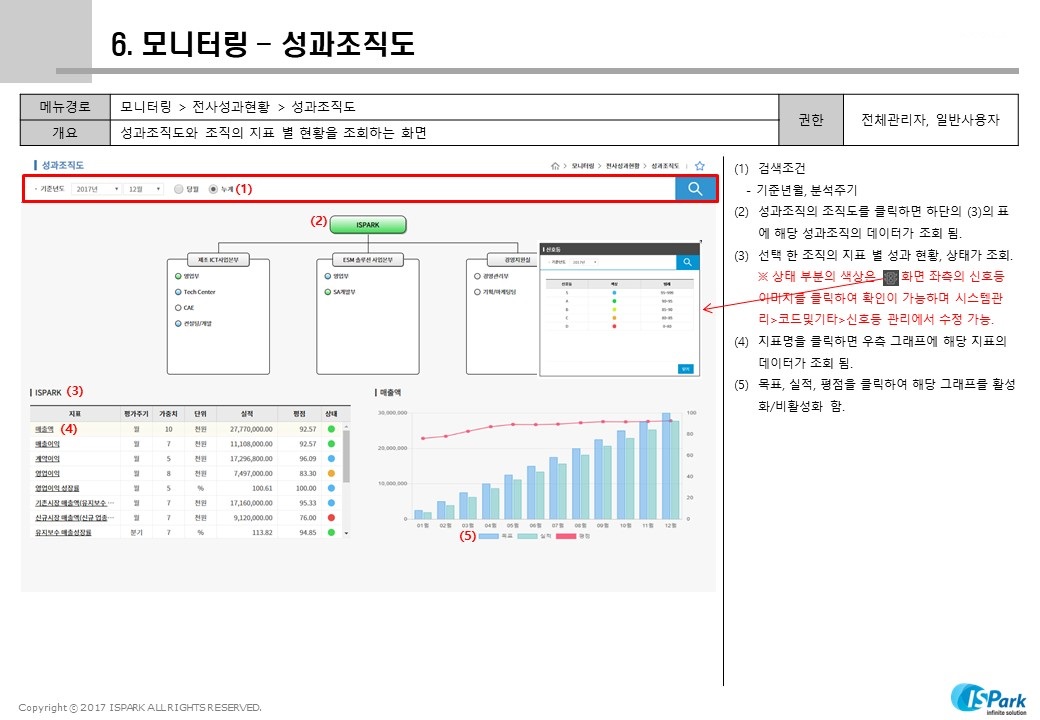 6. 모니터링 – 성과조직도
메뉴경로
모니터링 > 전사성과현황 > 성과조직도
권한
전체관리자, 일반사용자
개요
성과조직도와 조직의 지표 별 현황을 조회하는 화면
성과조직도
모니터링 > 전사성과현황 > 성과조직도
기준년도 2017년 12월 당월 누계 (1)
(2) ISPARK
제조 ICT사업본부
영업부
Tech Center
CAE
컨설팅/개발
ESM 솔루션 사업본부
영업부
SA개발부
경영지원실
경영관리부
기획/마케팅팀
신호등
기준년도 2017년
신호등 색상 범위
S
A
B
C
D
ISPARK (3)
지표 평가주기 가중치 단위 실적 평점 상태
매출액 (4) 월 10 천원 27,770,000.00 92.57
매출이익 월 7 천원 11,108,000.00 92.57
계약이익 월 5 천원 17,296,800.00 96.09
영업이익 월 8 천원 7,497,000.00 83.30
영업이익 성장률 월 5 % 100.61 100.00
기존시장 매출액(유지보수 ··· 월 7 천원 17,160,000.00 95.33
신규시장 매출액(신규 업종··· 월 7 천원 9,120,000.00 76.00
유지보수 매출성장률 분기 7 % 113.82 94.85
매출액
30,000,000
20,000,000
10,000,000
0
100
80
60
40
20
0
01월 02월 03월 04월 05월 06월 07월 08월 09월 10월 11월 12월
(5) 목표 실적 평점
(1) 검색조건
- 기준년월, 분석주기
(2) 성과조직의 조직도를 클릭하면 하단의 (3)의 표
에 해당 성과조직의 데이터가 조회 됨.
(3) 선택 한 조직의 지표 별 성과 현황, 상태가 조회.
※ 상태 부분의 색상은 화면 좌측의 신호등
이미지를 클릭하여 확인이 가능하며 시스템관
리>코드및기타>신호등 관리에서 수정 가능.
(4) 지표명을 클릭하면 우측 그래프에 해당 지표의
데이터가 조회 됨.
(5) 목표, 실적, 평점을 클릭하여 해당 그래프를 활성
화/비활성화 함.
Copyright ⓒ 2017 ISPARK ALL RIGHTS RESERVED.
ISPark
infinite solution